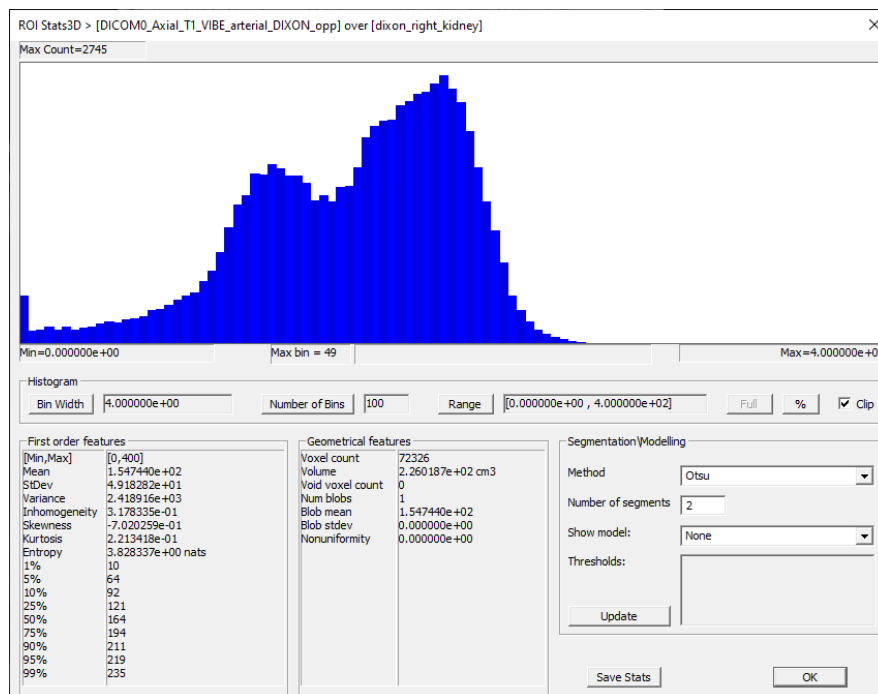 ROI Stats3D > [DICOM0_Axial_T1_VIBE_arterial_DIXON_opp] over [dixon_right_kidney]
Max Count=2745
Min=0.000000e+00 Max bin = 49 Max=4.000000e+0
Histogram
Bin Width 4.000000e+00 Number of Bins 100 Range [0.000000e+00 , 4.000000e+02] Full % Clip
First order features
[Min,Max] [0,400]
Mean 1.547440e+02
StDev 4.918282e+01
Variance 2.418916e+03
Inhomogeneity 3.178335e-01
Skewness -7.020259e-01
Kurtosis 2.213418e-01
Entropy 3.828337e+00 nats
1% 10
5% 64
10% 92
25% 121
50% 164
75% 194
90% 211
95% 219
99% 235
Geometrical features
Voxel count 72326
Volume 2.260187e+02 cm3
Void voxel count 0
Num blobs 1
Blob mean 1.547440e+02
Blob stdev 0.000000e+00
Nonuniformity 0.000000e+00
Segmentation\Modelling
Method Otsu
Number of segments 2
Show model: None
Thresholds:
Update
Save Stats OK